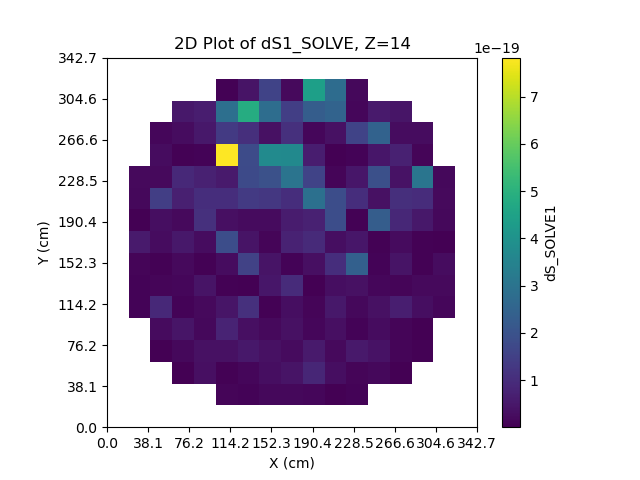 2D Plot of dS1_SOLVE, Z=14
1e−19
342.7
304.6
266.6
228.5
190.4
152.3
114.2
76.2
38.1
0.0
Y (cm)
0.0 38.1 76.2 114.2 152.3 190.4 228.5 266.6 304.6 342.7
X (cm)
7
6
5
4
3
2
1
dS_SOLVE1